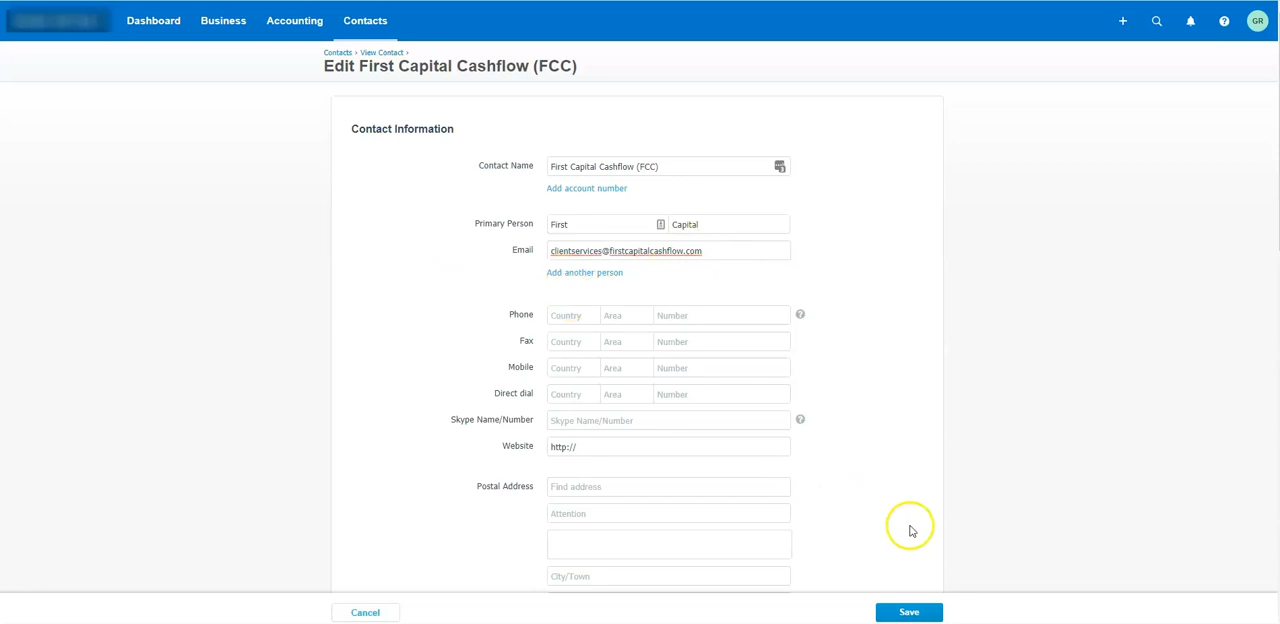 Dashboard Business Accounting Contacts
GR
Contacts › View Contact ›
Edit First Capital Cashflow (FCC)
Contact Information
Contact Name First Capital Cashflow (FCC)
Add account number
Primary Person First Capital
Email clientservices@firstcapitalcashflow.com
Add another person
Phone Country Area Number ?
Fax Country Area Number
Mobile Country Area Number
Direct dial Country Area Number
Skype Name/Number Skype Name/Number ?
Website http://
Postal Address Find address
Attention
City/Town
Cancel Save